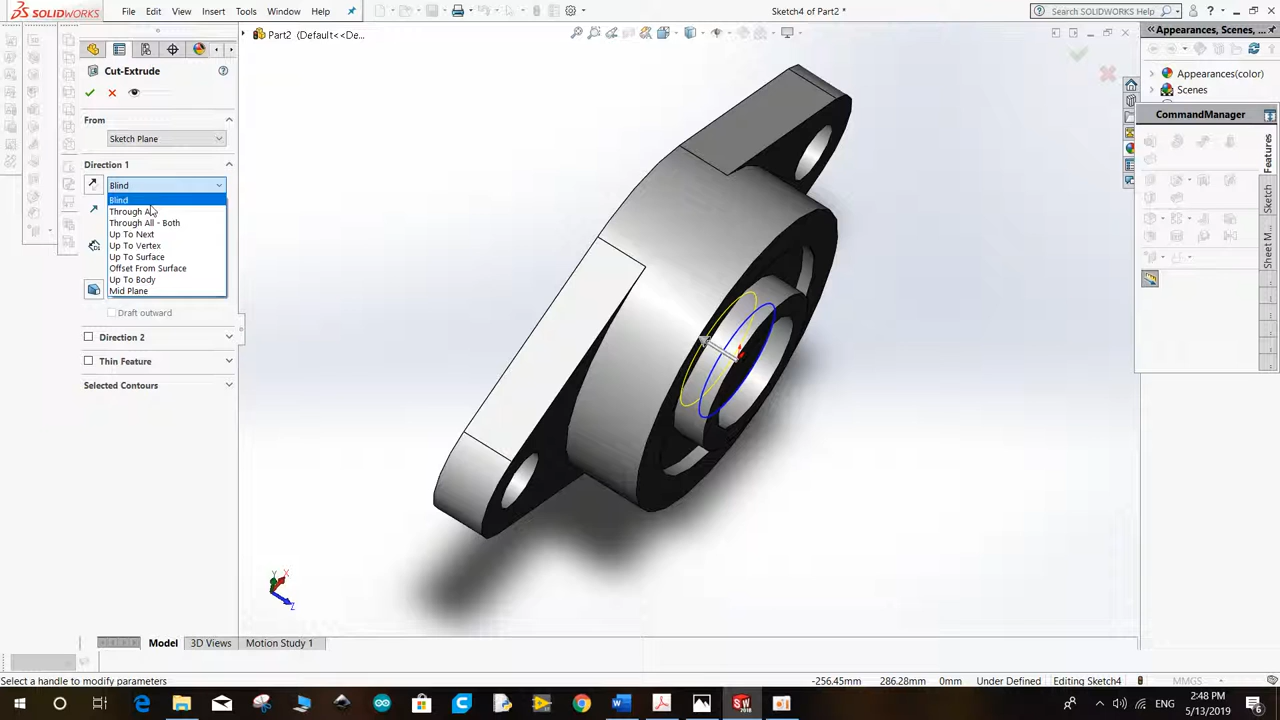 SOLIDWORKS
File
Edit
View
Insert
Tools
Window
Help
Sketch4 of Part2 *
Search SOLIDWORKS Help
Part2 (Default<<De...
Appearances, Scenes, ...
Appearances(color)
Scenes
CommandManager
Features
Sketch
Sheet M...
Cut-Extrude
From
Sketch Plane
Direction 1
Blind
Blind
Through All
Through All - Both
Up To Next
Up To Vertex
Up To Surface
Offset From Surface
Up To Body
Mid Plane
Draft outward
Direction 2
Thin Feature
Selected Contours
Y
X
Z
Model
3D Views
Motion Study 1
Select a handle to modify parameters
-256.45mm
286.28mm
0mm
Under Defined
Editing Sketch4
MMGS
ENG
2:48 PM
5/13/2019